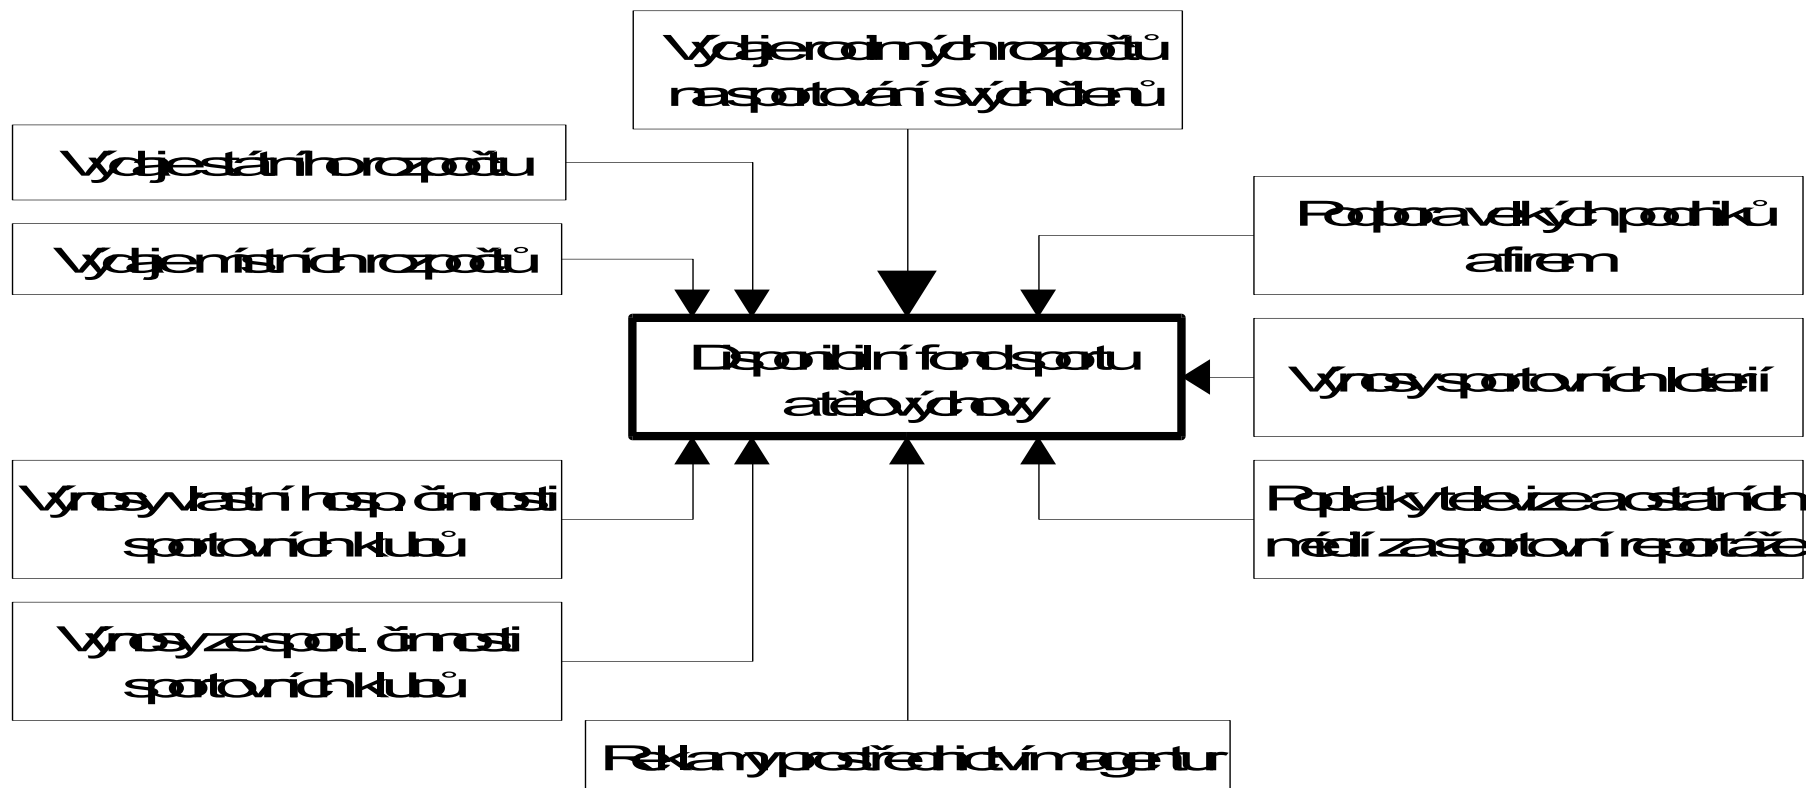 Výdaje rodinných rozpočtů
na sportování svých členů
Výdaje státního rozpočtu
Výdaje místních rozpočtů
Podpora velkých podniků
a firem
Disponibilní fond sportu
a tělovýchovy
Výnosy sportovních loterií
Výnosy vlastní hosp. činnosti
sportovních klubů
Poplatky televize a ostatních
médií za sportovní reportáže
Výnosy ze sport. činnosti
sportovních klubů
Reklamy prostřednictvím agentur